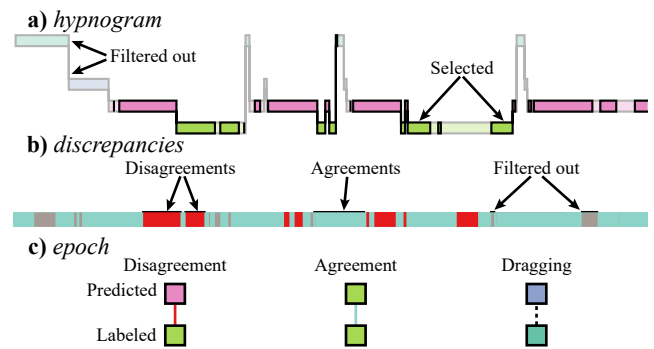 a) hypnogram
Filtered out
Selected
b) discrepancies
Disagreements
Agreements
Filtered out
c) epoch
Disagreement
Agreement
Dragging
Predicted
Labeled